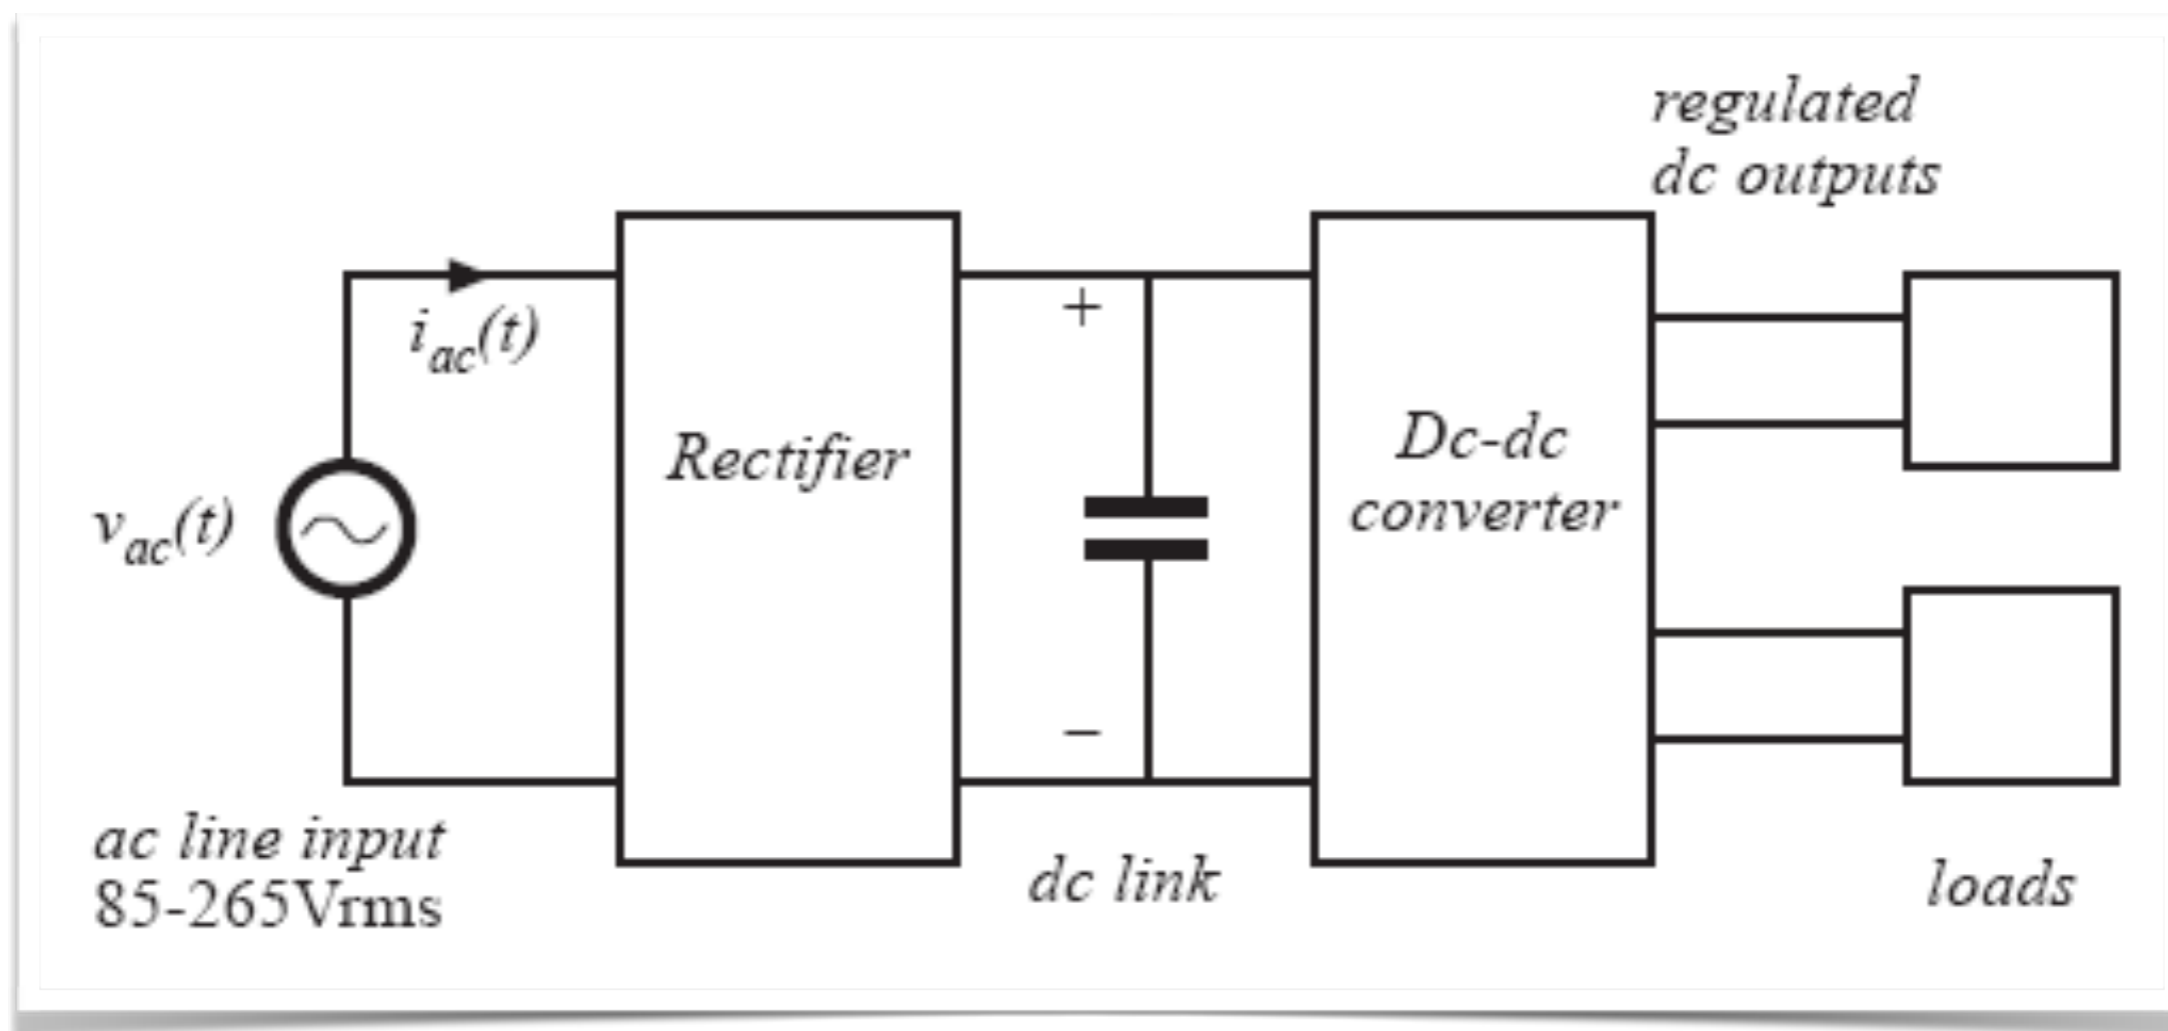 regulated
dc outputs
i_ac(t)
+
Rectifier
Dc-dc
converter
v_ac(t)
−
ac line input
85-265Vrms
dc link
loads